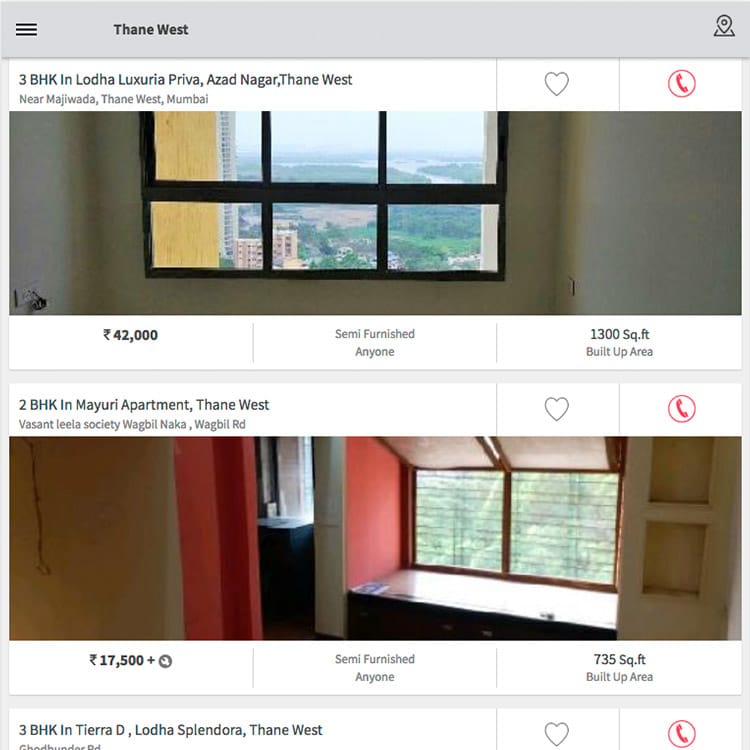 Thane West
3 BHK In Lodha Luxuria Priva, Azad Nagar,Thane West
Near Majiwada, Thane West, Mumbai
₹ 42,000
Semi Furnished
Anyone
1300 Sq.ft
Built Up Area
2 BHK In Mayuri Apartment, Thane West
Vasant leela society Wagbil Naka , Wagbil Rd
₹ 17,500 +
Semi Furnished
Anyone
735 Sq.ft
Built Up Area
3 BHK In Tierra D , Lodha Splendora, Thane West
Ghodbunder Rd